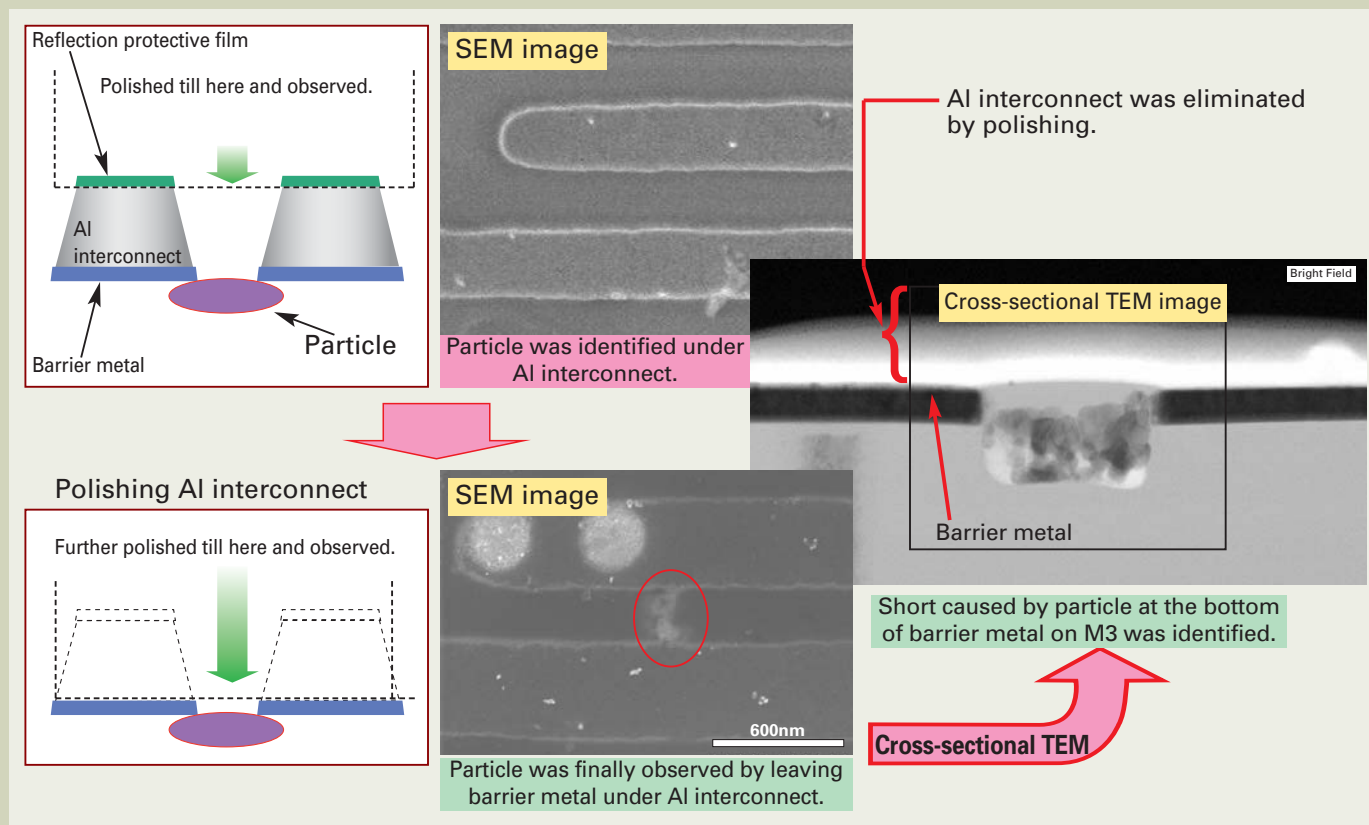 Reflection protective film
Polished till here and observed.
Al
interconnect
Particle
Barrier metal
SEM image
Particle was identified under
Al interconnect.
Al interconnect was eliminated
by polishing.
Bright Field
Cross-sectional TEM image
Barrier metal
Short caused by particle at the bottom
of barrier metal on M3 was identified.
Polishing Al interconnect
Further polished till here and observed.
SEM image
600nm
Particle was finally observed by leaving
barrier metal under Al interconnect.
Cross-sectional TEM